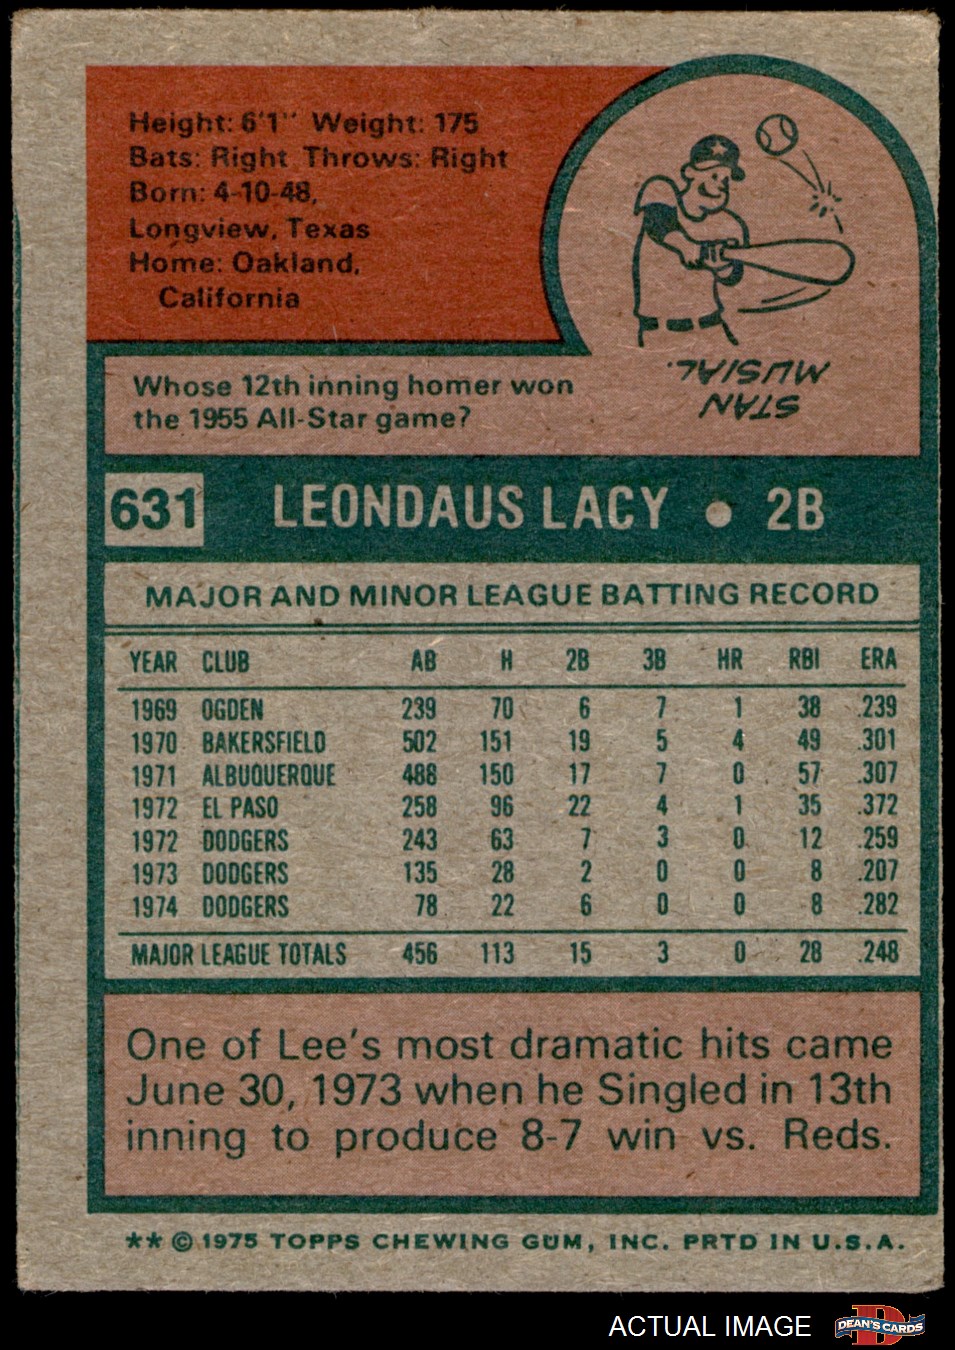 Height: 6'1" Weight: 175
Bats: Right Throws: Right
Born: 4-10-48,
Longview, Texas
Home: Oakland,
California
Whose 12th inning homer won
the 1955 All-Star game?
STAN
MUSIAL.
631 LEONDAUS LACY • 2B
MAJOR AND MINOR LEAGUE BATTING RECORD
YEAR CLUB AB H 2B 3B HR RBI ERA
1969 OGDEN 239 70 6 7 1 38 .239
1970 BAKERSFIELD 502 151 19 5 4 49 .301
1971 ALBUQUERQUE 488 150 17 7 0 57 .307
1972 EL PASO 258 96 22 4 1 35 .372
1972 DODGERS 243 63 7 3 0 12 .259
1973 DODGERS 135 28 2 0 0 8 .207
1974 DODGERS 78 22 6 0 0 8 .282
MAJOR LEAGUE TOTALS 456 113 15 3 0 28 .248
One of Lee's most dramatic hits came
June 30, 1973 when he Singled in 13th
inning to produce 8-7 win vs. Reds.
** © 1975 TOPPS CHEWING GUM, INC. PRTD IN U.S.A.
ACTUAL IMAGE
D
DEAN'S CARDS